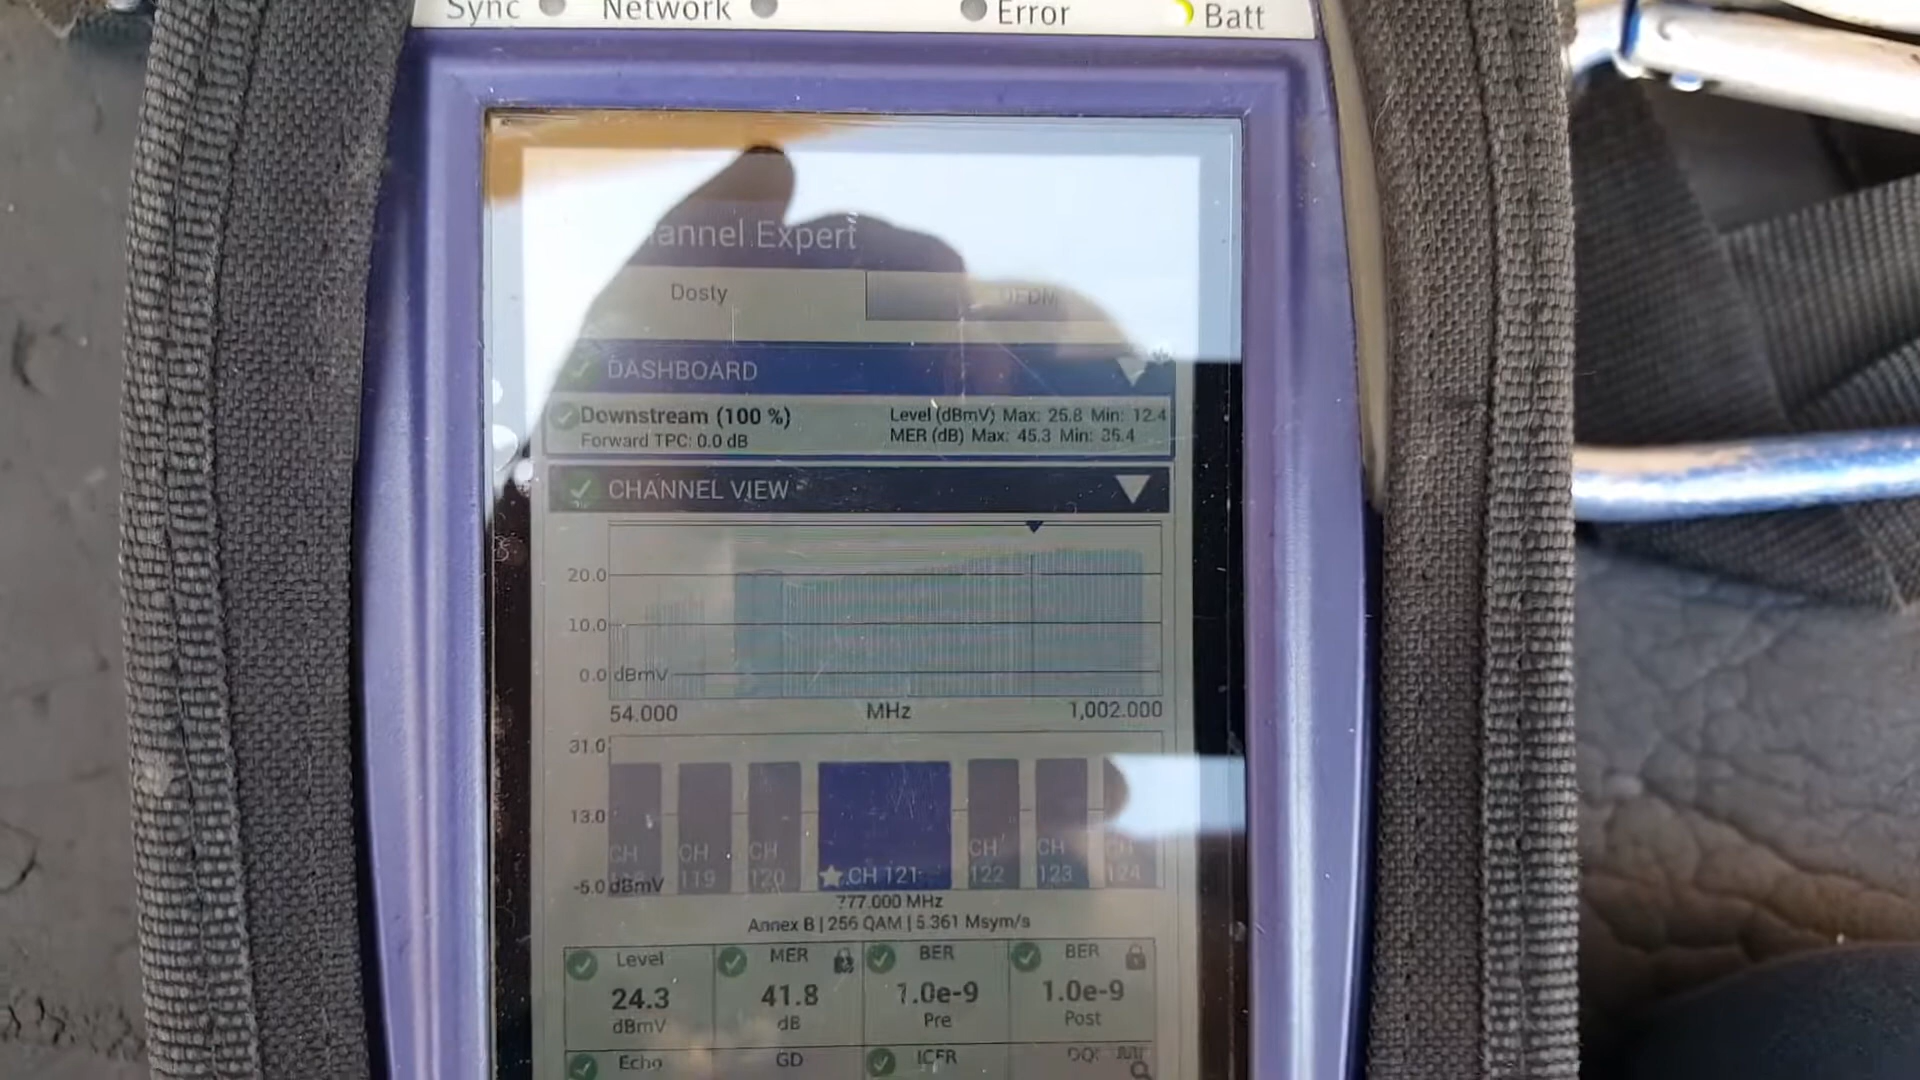 Sync Network Error Batt
annel Expert
Dosty OFDM
DASHBOARD
Downstream (100 %) Level (dBmV) Max: 25.8 Min: 12.4
Forward TPC: 0.0 dB MER (dB) Max: 45.3 Min: 36.4
CHANNEL VIEW
20.0
10.0
0.0 dBmV
54.000 MHz 1,002.000
31.0
13.0
CH CH CH CH CH CH
119 120 CH 121 122 123 124
-5.0 dBmV
777.000 MHz
Annex B | 256 QAM | 5.361 Msym/s
Level MER BER BER
24.3 41.8 1.0e-9 1.0e-9
dBmV dB Pre Post
Echo GD ICFR DQI